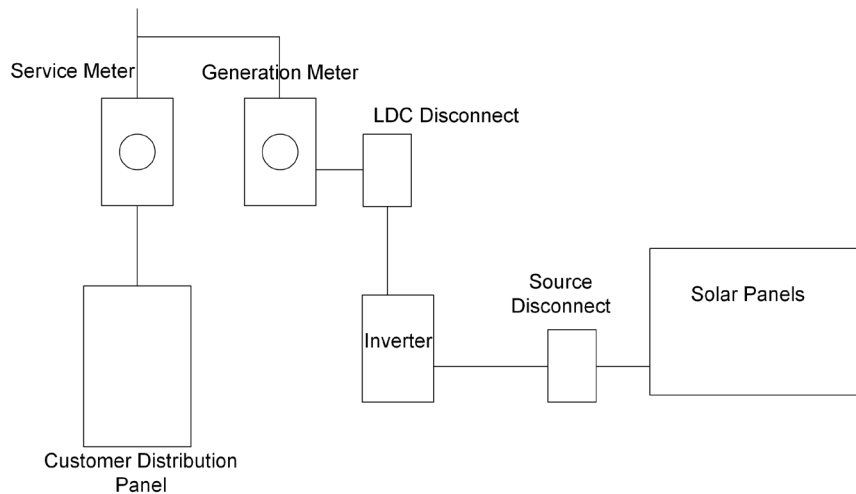 Service Meter
Generation Meter
LDC Disconnect
Source
Disconnect
Solar Panels
Inverter
Customer Distribution
Panel